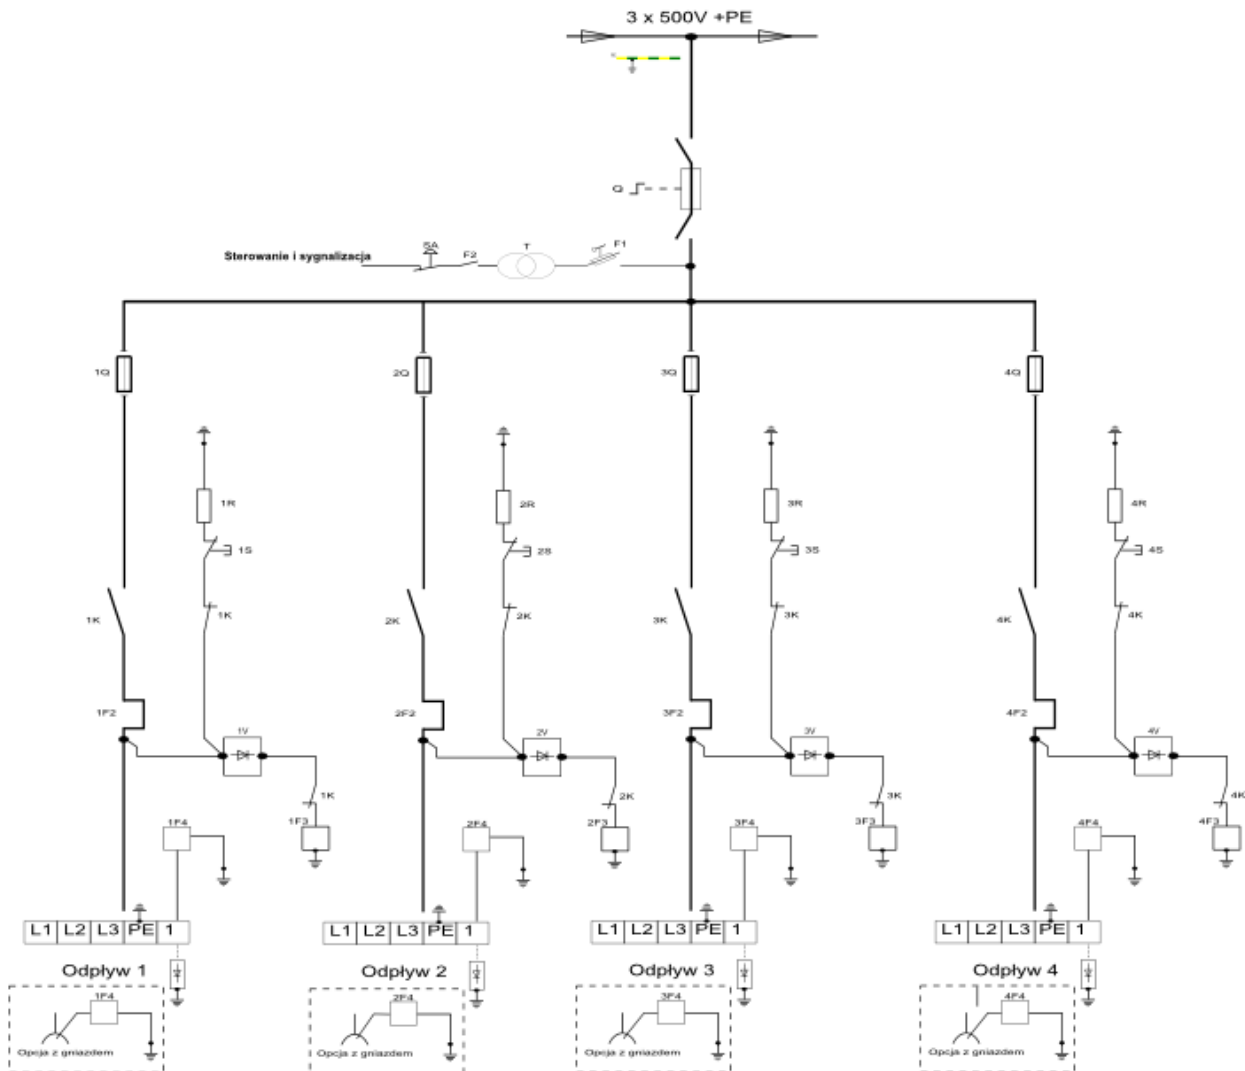 3 x 500V +PE
Q
Sterowanie i sygnalizacja
SA
F2
T
F1
1Q
2Q
3Q
4Q
1R
2R
3R
4R
1S
2S
3S
4S
1K
1K
2K
2K
3K
3K
4K
4K
1F2
2F2
3F2
4F2
1V
2V
3V
4V
1K
2K
3K
4K
1F4
1F3
2F4
2F3
3F4
3F3
4F4
4F3
L1 L2 L3 PE 1
L1 L2 L3 PE 1
L1 L2 L3 PE 1
L1 L2 L3 PE 1
Odpływ 1
Odpływ 2
Odpływ 3
Odpływ 4
1F4
2F4
3F4
4F4
Opcja z gniazdem
Opcja z gniazdem
Opcja z gniazdem
Opcja z gniazdem